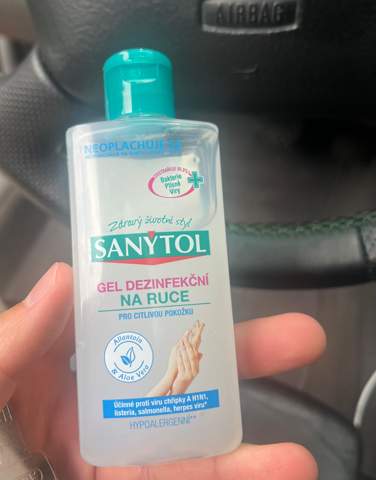 AIRBAG
NEOPLACHUJE SE
Bakterie
Plísně
Viry
Zdravý životní styl
SANYTOL
GEL DEZINFEKČNÍ
NA RUCE
PRO CITLIVOU POKOŽKU
Allantoin
& Aloe Vera
Účinné proti viru chřipky A H1N1,
listeria, salmonella, herpes viru*
HYPOALERGENNÍ**